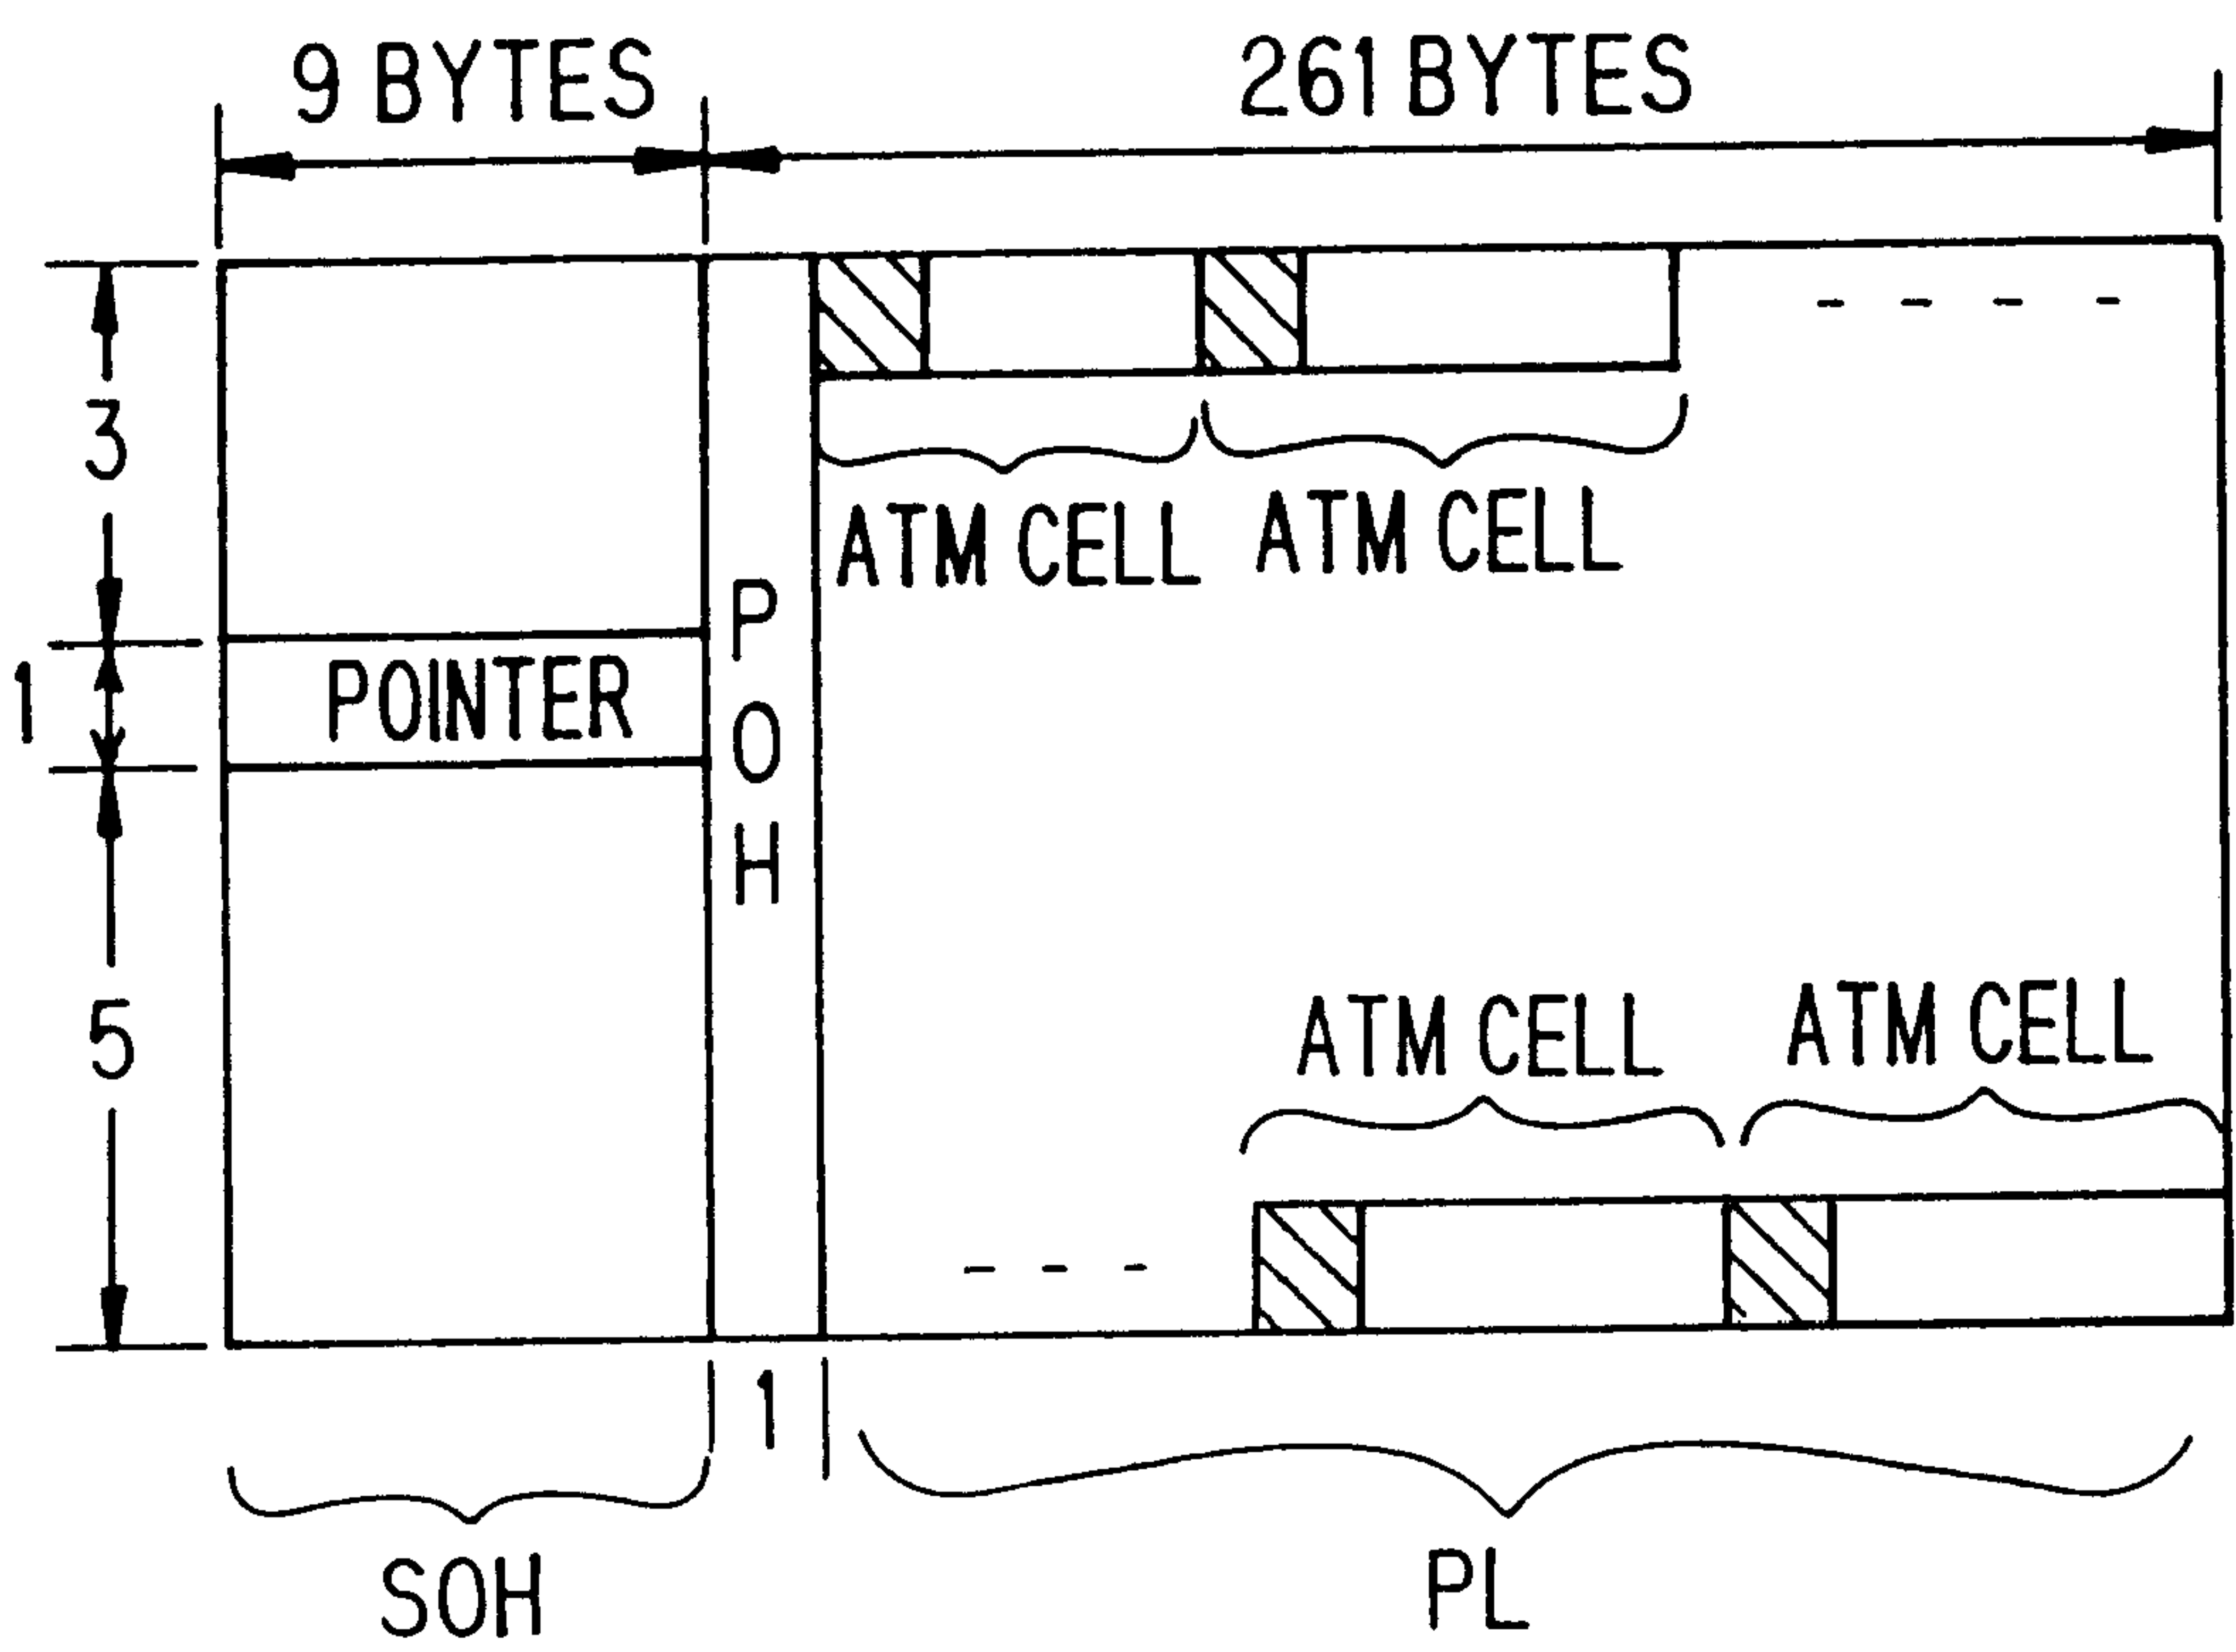 9 BYTES
261 BYTES
3
ATM CELL
ATM CELL
1
POINTER
POH
5
ATM CELL
ATM CELL
1
SOH
PL